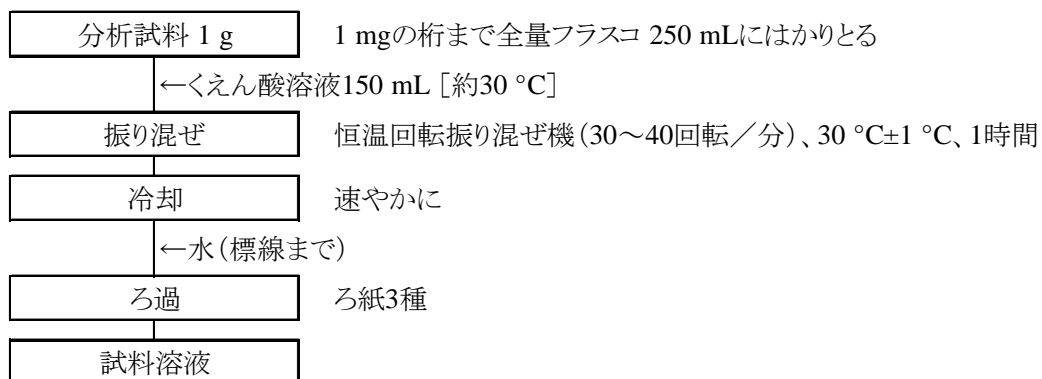 分析試料 1 g 1 mgの桁まで全量フラスコ 250 mLにはかりとる
←くえん酸溶液150 mL [約30 °C]
振り混ぜ 恒温回転振り混ぜ機（30～40回転／分）、30 °C±1 °C、1時間
冷却 速やかに
←水（標線まで）
ろ過 ろ紙3種
試料溶液